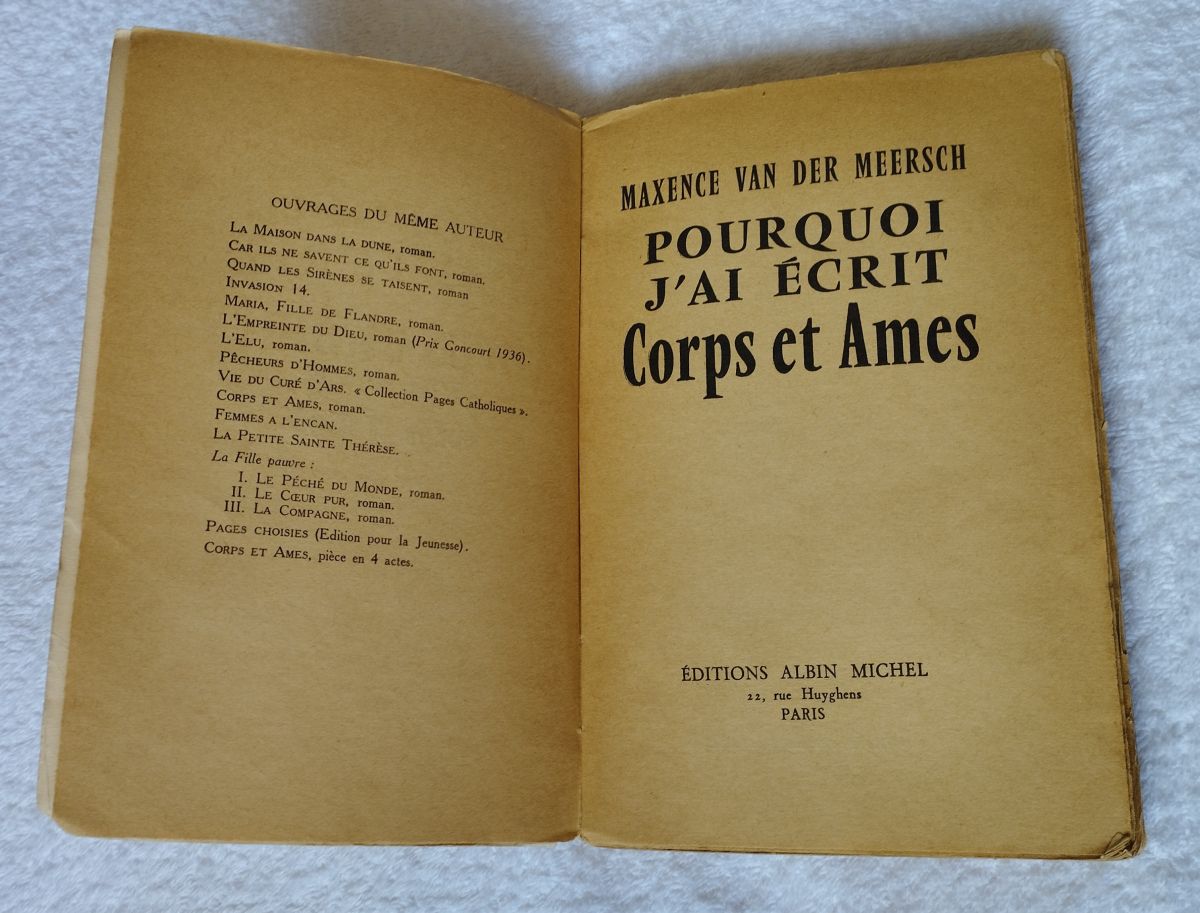 OUVRAGES DU MÊME AUTEUR
LA MAISON DANS LA DUNE, roman.
CAR ILS NE SAVENT CE QU'ILS FONT, roman.
QUAND LES SIRÈNES SE TAISENT, roman
INVASION 14.
MARIA, FILLE DE FLANDRE, roman.
L'EMPREINTE DU DIEU, roman (Prix Goncourt 1936).
L'ELU, roman.
PÊCHEURS D'HOMMES, roman.
VIE DU CURÉ D'ARS. « Collection Pages Catholiques ».
CORPS ET AMES, roman.
FEMMES A L'ENCAN.
LA PETITE SAINTE THÉRÈSE.
La Fille pauvre :
I. LE PÉCHÉ DU MONDE, roman.
II. LE CŒUR PUR, roman.
III. LA COMPAGNE, roman.
PAGES CHOISIES (Edition pour la Jeunesse).
CORPS ET AMES, pièce en 4 actes.
MAXENCE VAN DER MEERSCH
POURQUOI
J'AI ÉCRIT
Corps et Ames
ÉDITIONS ALBIN MICHEL
22, rue Huyghens
PARIS